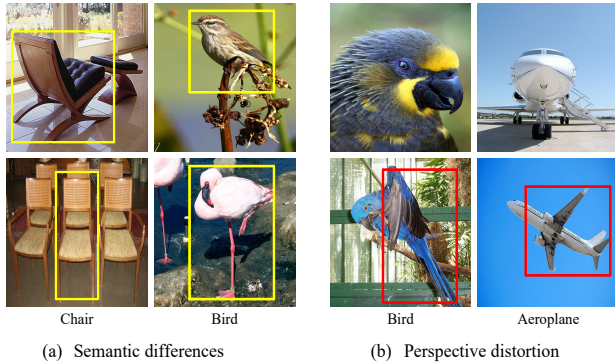 Chair
Bird
Bird
Aeroplane
(a) Semantic differences
(b) Perspective distortion